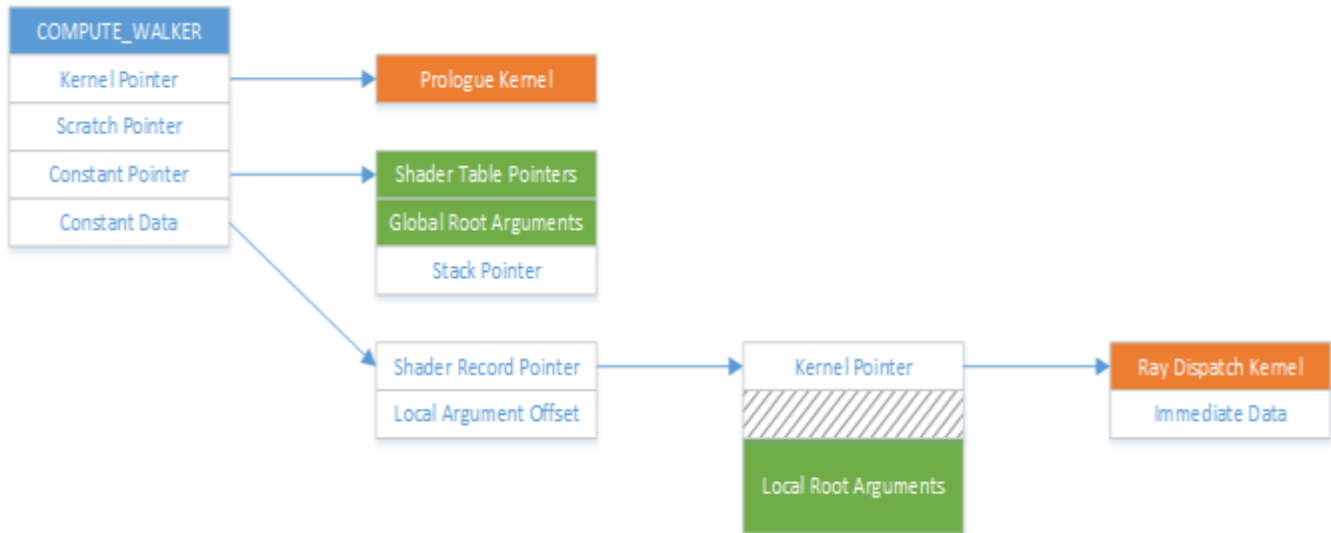 COMPUTE_WALKER
Kernel Pointer
Prologue Kernel
Scratch Pointer
Constant Pointer
Shader Table Pointers
Constant Data
Global Root Arguments
Stack Pointer
Shader Record Pointer
Kernel Pointer
Ray Dispatch Kernel
Local Argument Offset
Immediate Data
Local Root Arguments